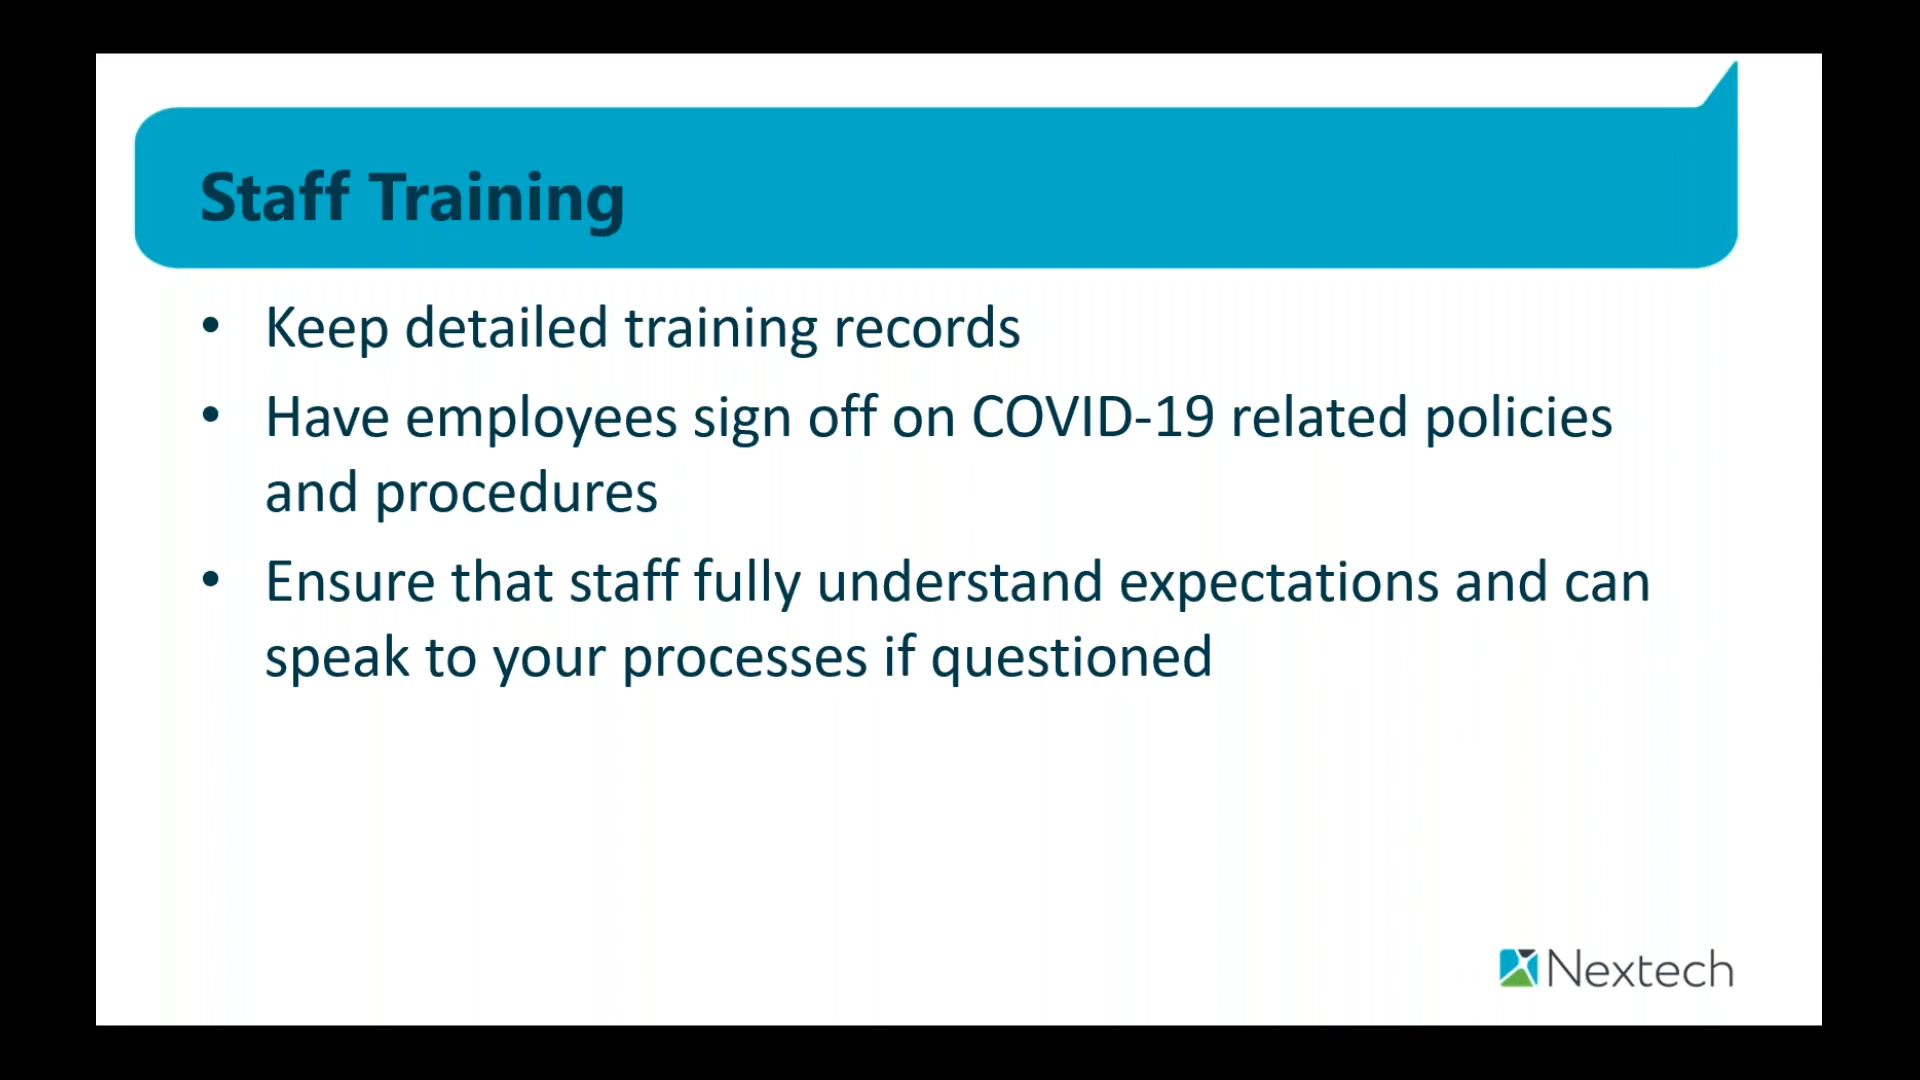 Staff Training
• Keep detailed training records
• Have employees sign off on COVID-19 related policies
and procedures
• Ensure that staff fully understand expectations and can
speak to your processes if questioned
Nextech